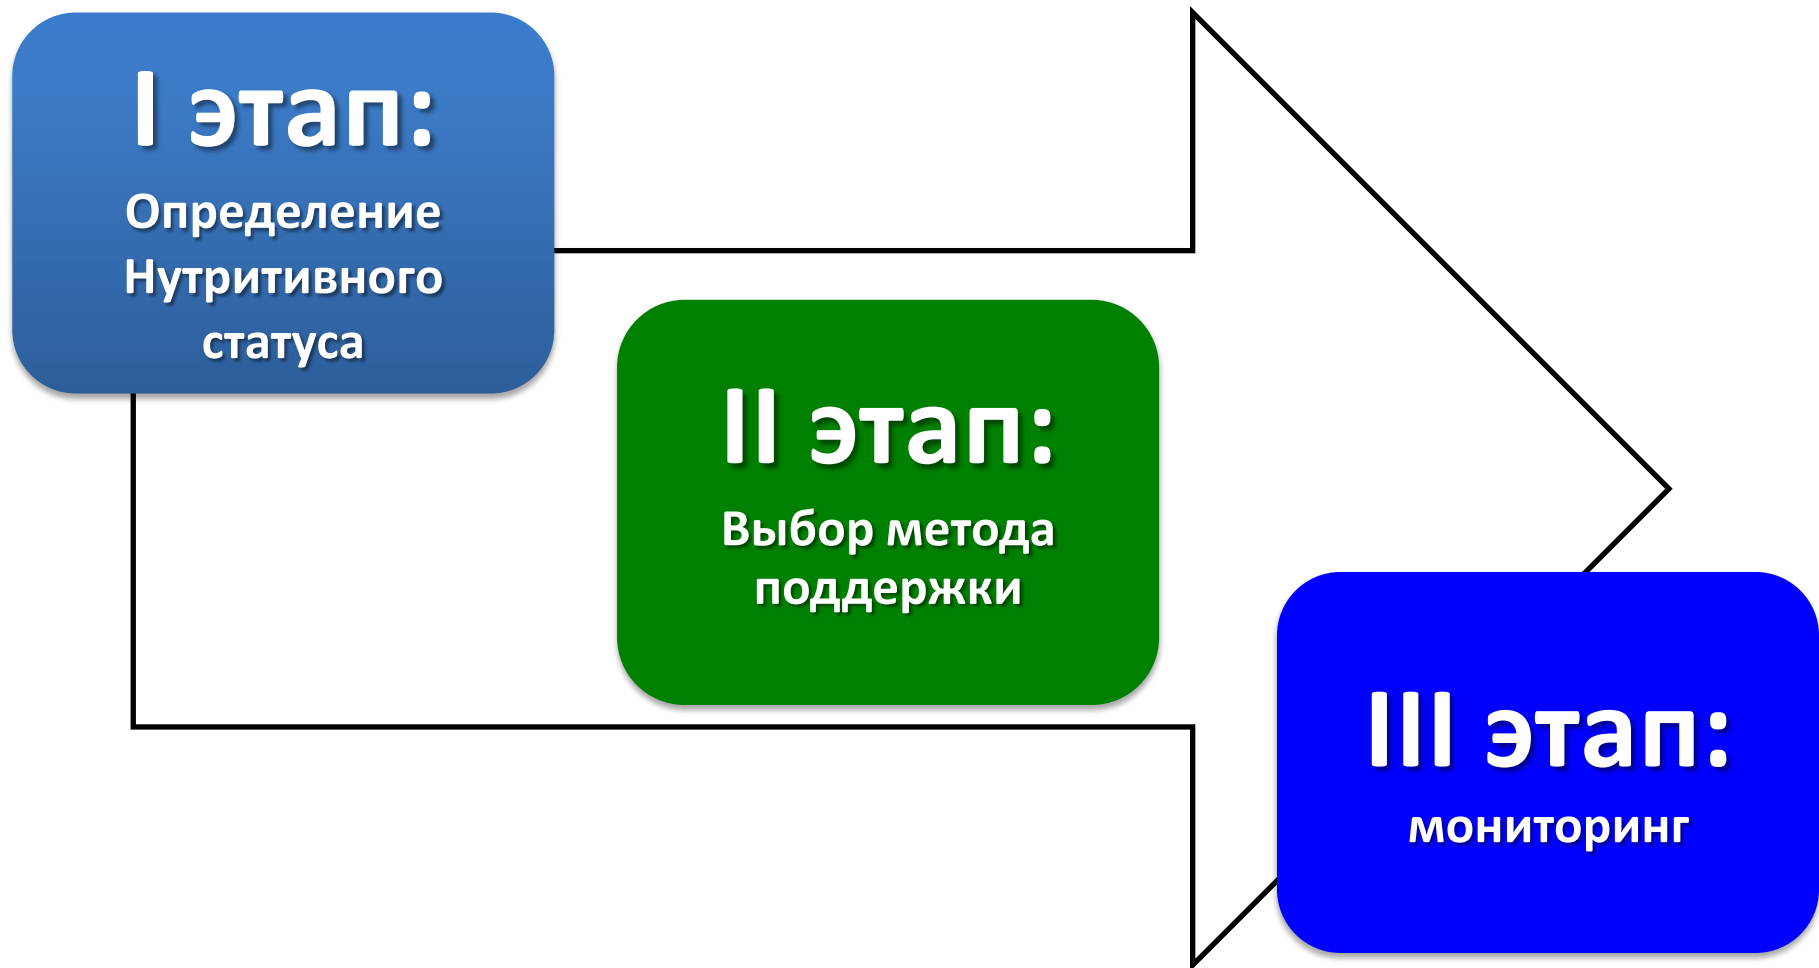 I этап:
Определение
Нутритивного
статуса
II этап:
Выбор метода
поддержки
III этап:
мониторинг